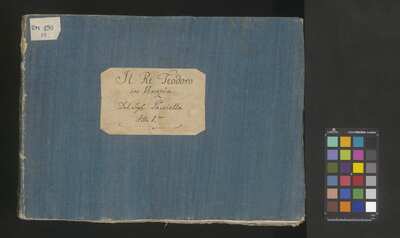 Il Re Teodoro
in Venezia
Del Sig.r Paisiello
Atto 1.mo